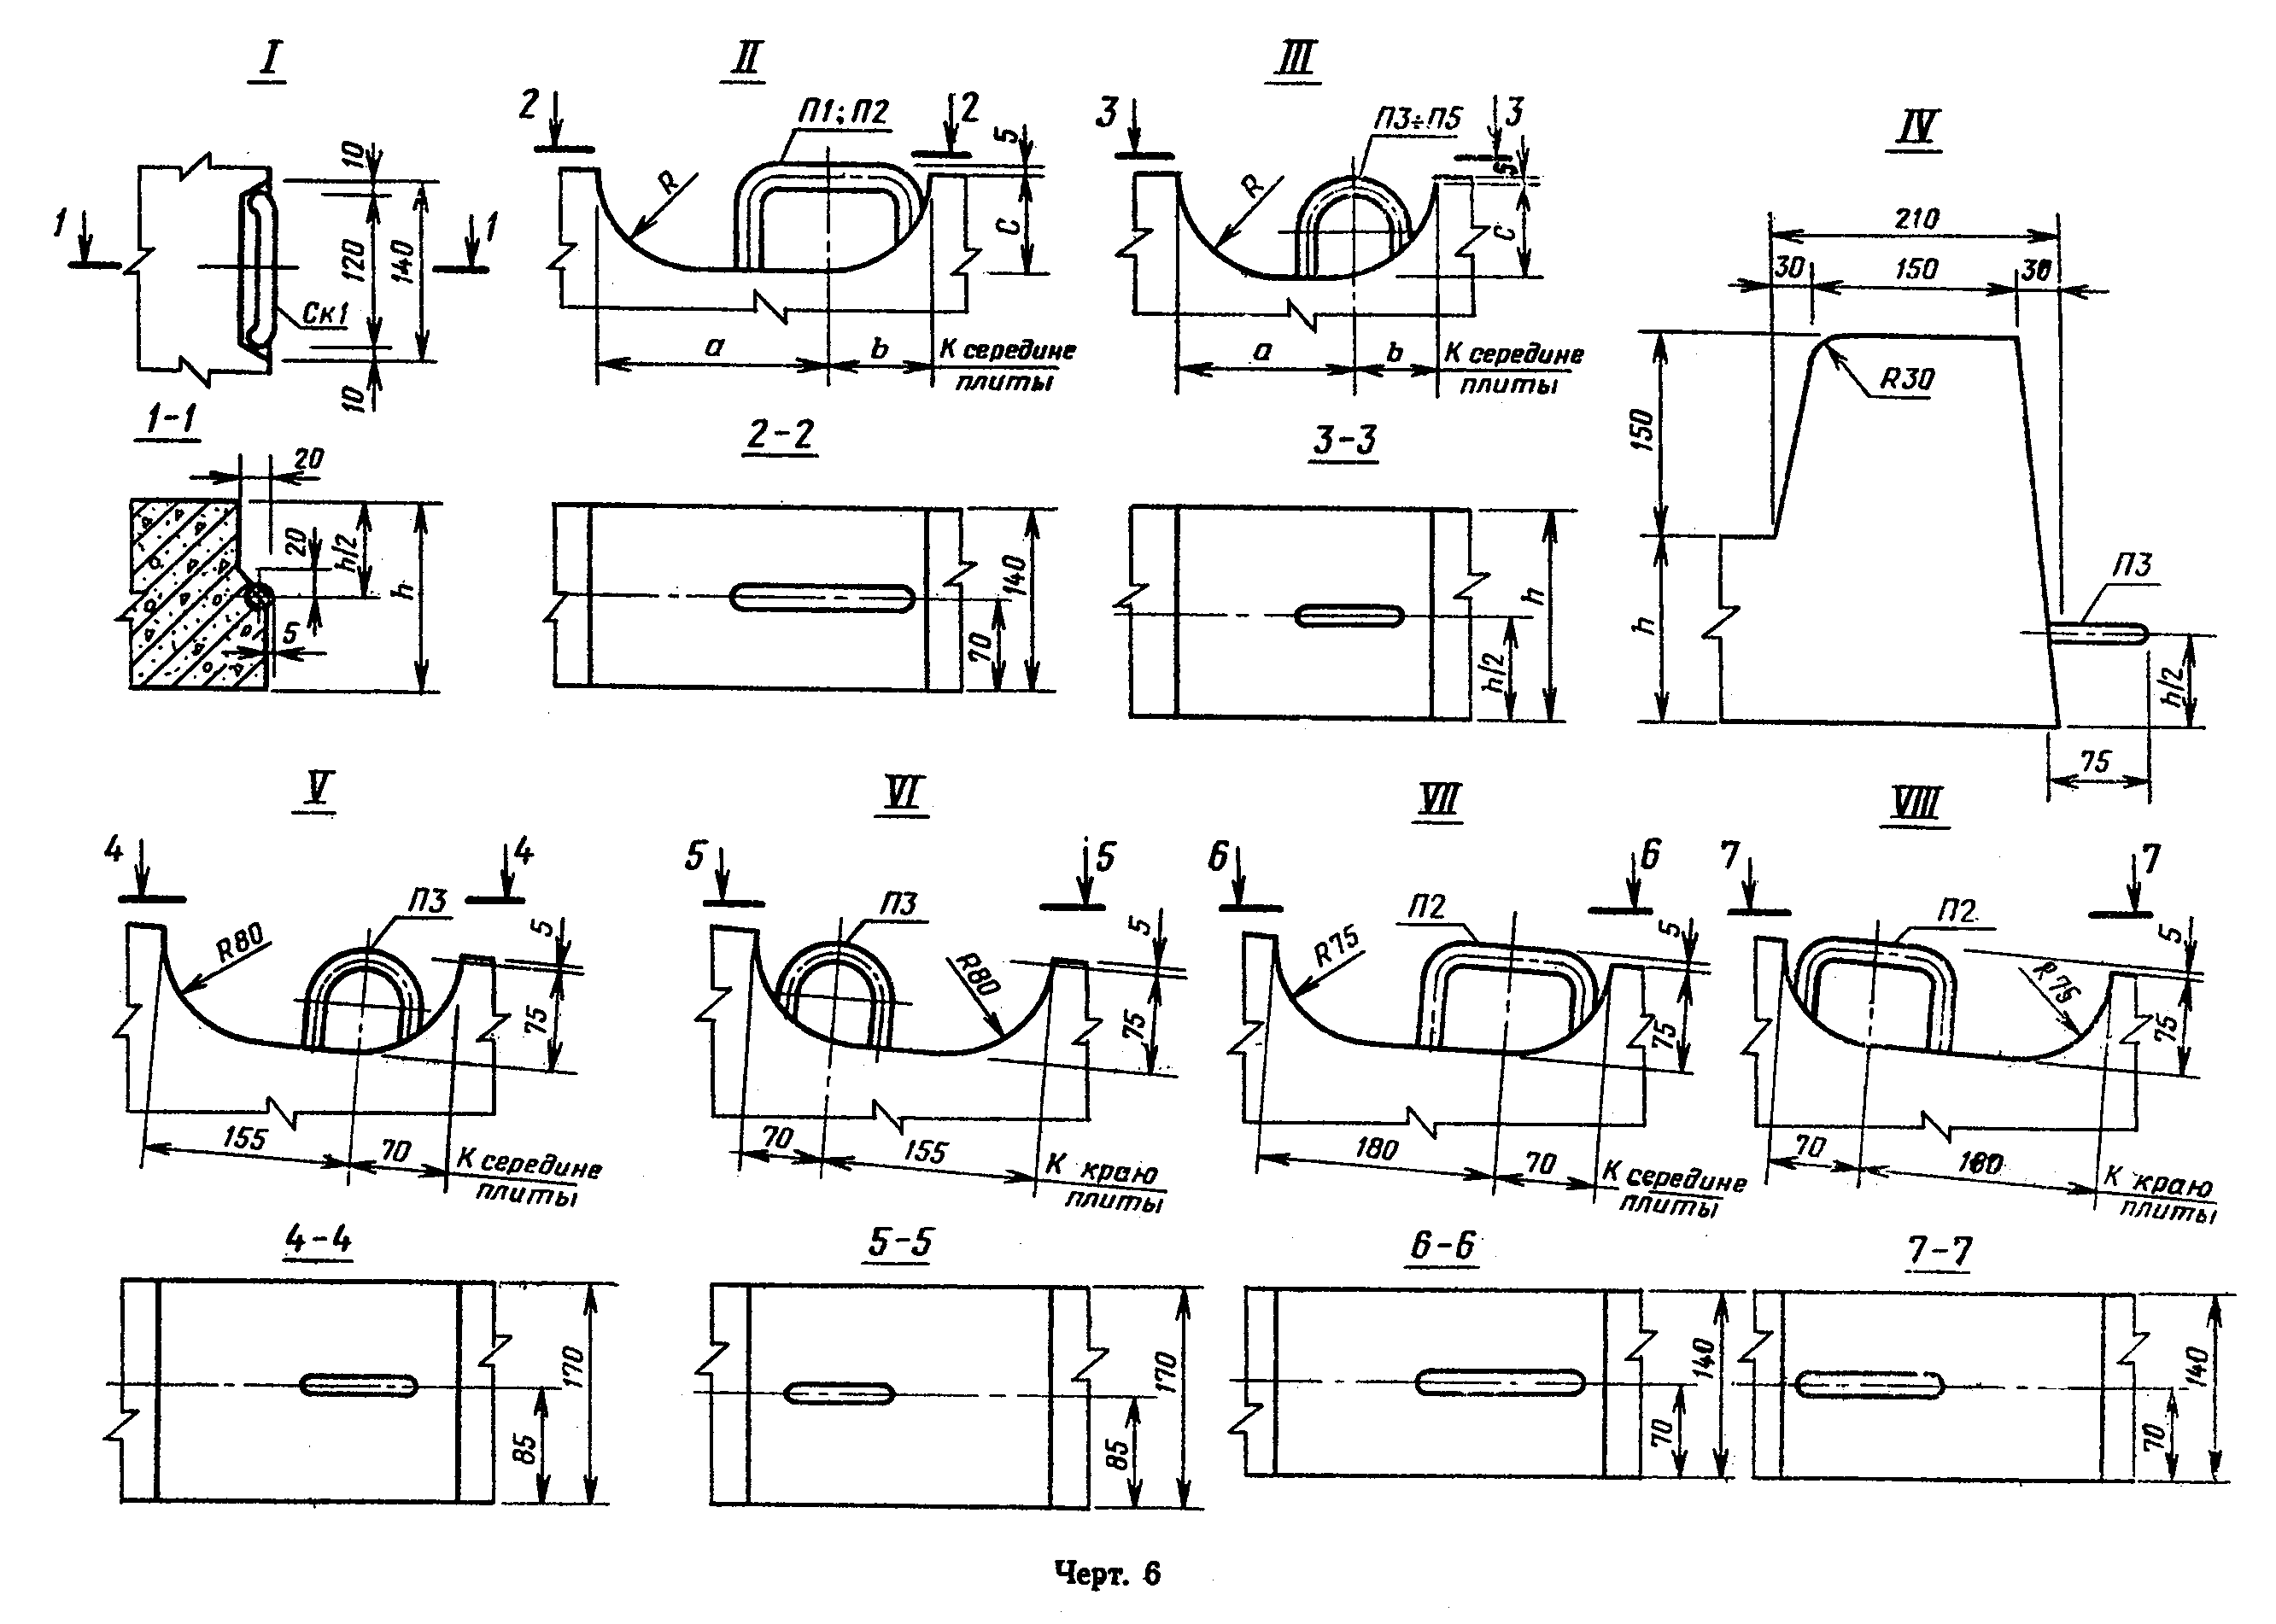 I
10
120
140
10
1
1
Ск1
II
2
2
П1; П2
R
5
С
а
b
К середине
плиты
III
3
3
П3÷П5
R
5
С
а
b
К середине
плиты
IV
210
30
150
30
R30
150
h
П3
h/2
75
1-1
20
20
h/2
h
5
2-2
140
70
3-3
h
h/2
V
4
4
П3
R80
5
75
155
70
К середине
плиты
VI
5
5
П3
R80
5
75
70
155
К краю
плиты
VII
6
6
П2
R75
5
75
180
70
К середине
плиты
VIII
7
7
П2
R75
5
75
70
180
К краю
плиты
4-4
170
85
5-5
170
85
6-6
140
70
7-7
140
70
Черт. 6